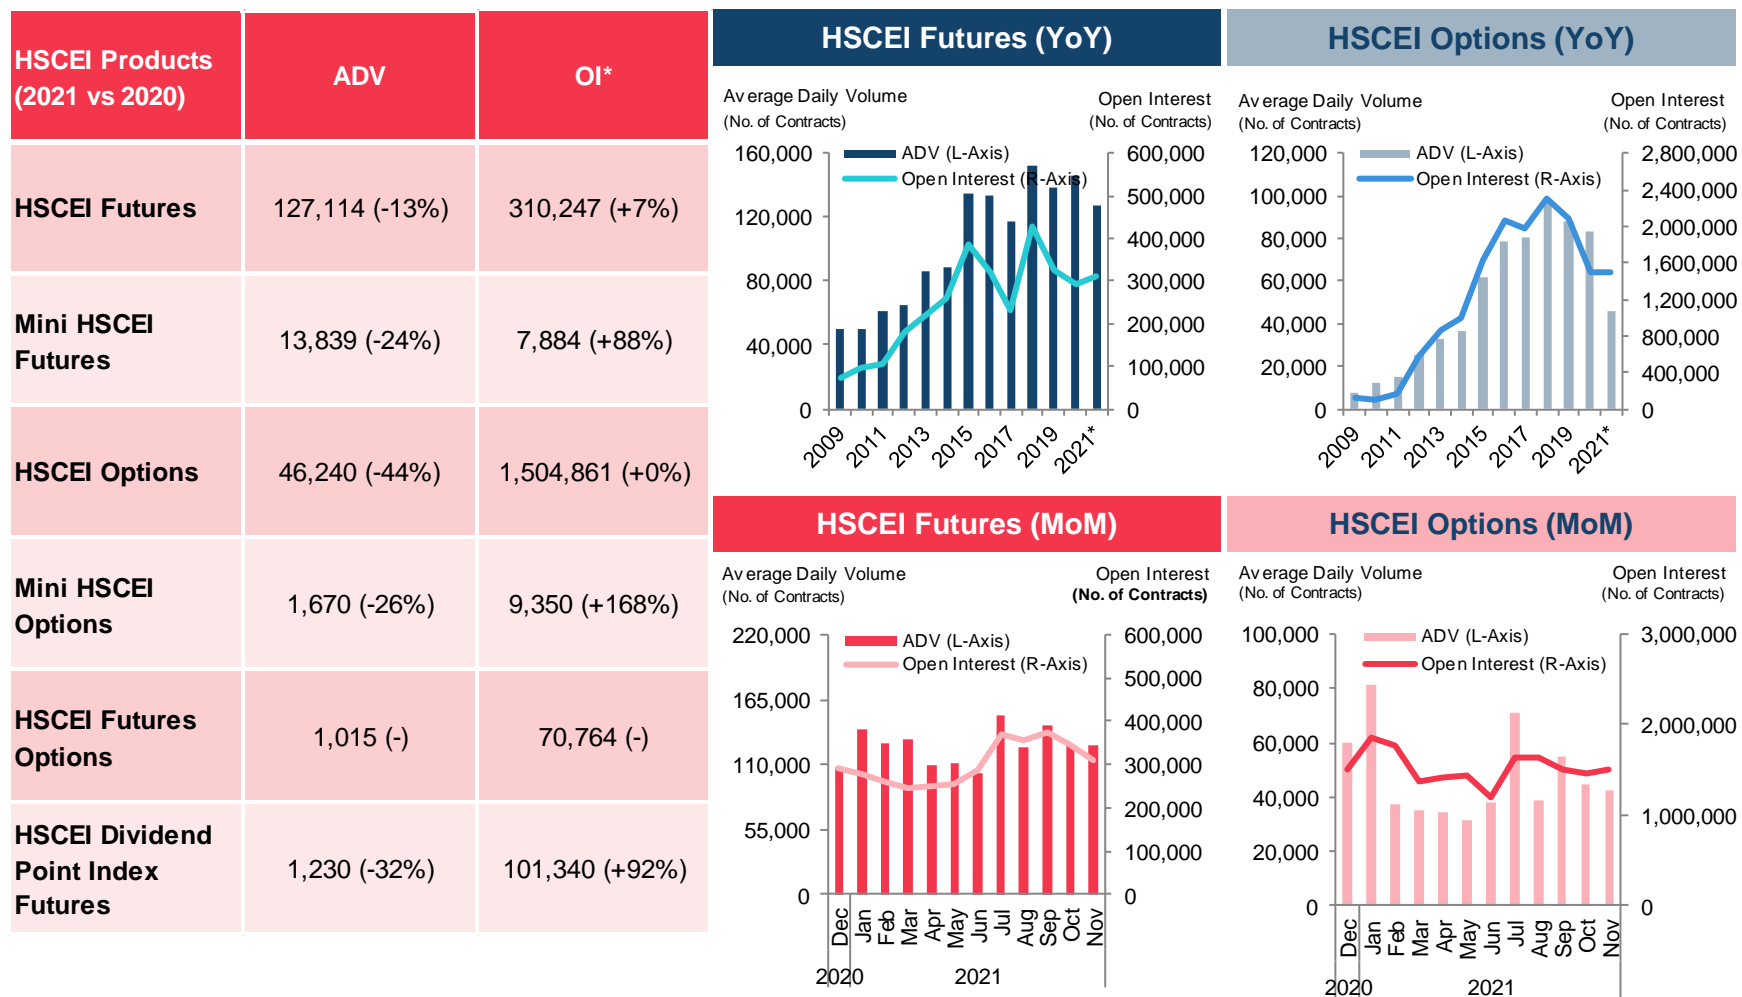 HSCEI Products
(2021 vs 2020)
ADV
OI*
HSCEI Futures
127,114 (-13%)
310,247 (+7%)
Mini HSCEI
Futures
13,839 (-24%)
7,884 (+88%)
HSCEI Options
46,240 (-44%)
1,504,861 (+0%)
Mini HSCEI
Options
1,670 (-26%)
9,350 (+168%)
HSCEI Futures
Options
1,015 (-)
70,764 (-)
HSCEI Dividend
Point Index
Futures
1,230 (-32%)
101,340 (+92%)
HSCEI Futures (YoY)
Average Daily Volume
(No. of Contracts)
Open Interest
(No. of Contracts)
ADV (L-Axis)
Open Interest (R-Axis)
160,000
120,000
80,000
40,000
0
600,000
500,000
400,000
300,000
200,000
100,000
0
2009
2011
2013
2015
2017
2019
2021*
HSCEI Options (YoY)
Average Daily Volume
(No. of Contracts)
Open Interest
(No. of Contracts)
ADV (L-Axis)
Open Interest (R-Axis)
120,000
100,000
80,000
60,000
40,000
20,000
0
2,800,000
2,400,000
2,000,000
1,600,000
1,200,000
800,000
400,000
0
2009
2011
2013
2015
2017
2019
2021*
HSCEI Futures (MoM)
Average Daily Volume
(No. of Contracts)
Open Interest
(No. of Contracts)
ADV (L-Axis)
Open Interest (R-Axis)
220,000
165,000
110,000
55,000
0
600,000
500,000
400,000
300,000
200,000
100,000
0
Dec
Jan
Feb
Mar
Apr
May
Jun
Jul
Aug
Sep
Oct
Nov
2020
2021
HSCEI Options (MoM)
Average Daily Volume
(No. of Contracts)
Open Interest
(No. of Contracts)
ADV (L-Axis)
Open Interest (R-Axis)
100,000
80,000
60,000
40,000
20,000
0
3,000,000
2,000,000
1,000,000
0
Dec
Jan
Feb
Mar
Apr
May
Jun
Jul
Aug
Sep
Oct
Nov
2020
2021